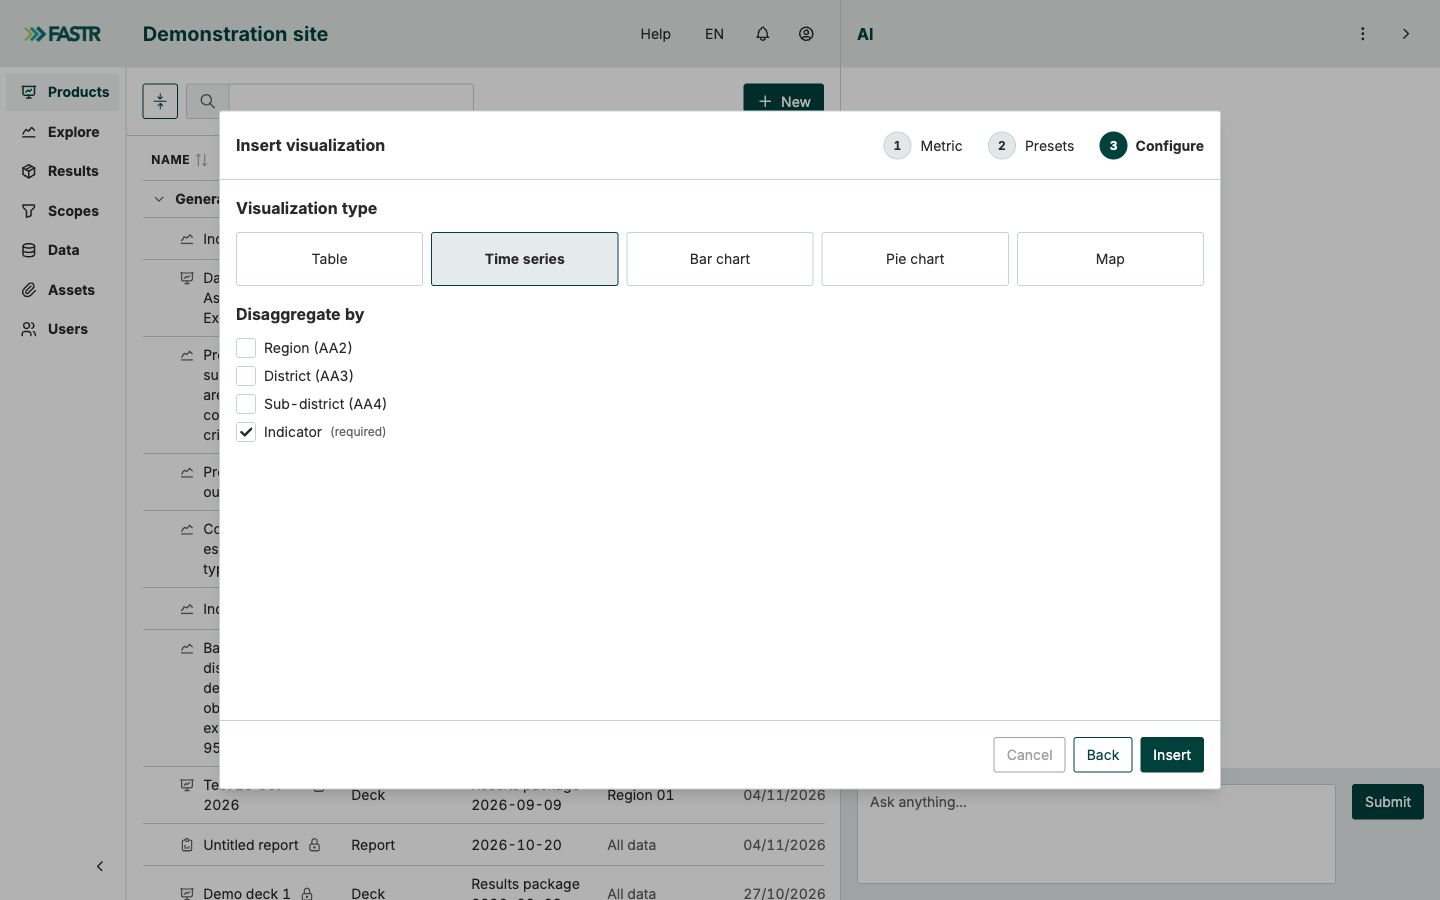 FASTR
Demonstration site
Help
EN
AI
Products
Explore
Results
Scopes
Data
Assets
Users
New
NAME
Insert visualization
1 Metric
2 Presets
3 Configure
Visualization type
Table
Time series
Bar chart
Pie chart
Map
Disaggregate by
Region (AA2)
District (AA3)
Sub-district (AA4)
Indicator (required)
Cancel
Back
Insert
2026
Deck
2026-09-09
Region 01
04/11/2026
Untitled report
Report
2026-10-20
All data
04/11/2026
Demo deck 1
Deck
Results package
All data
27/10/2026
Ask anything...
Submit